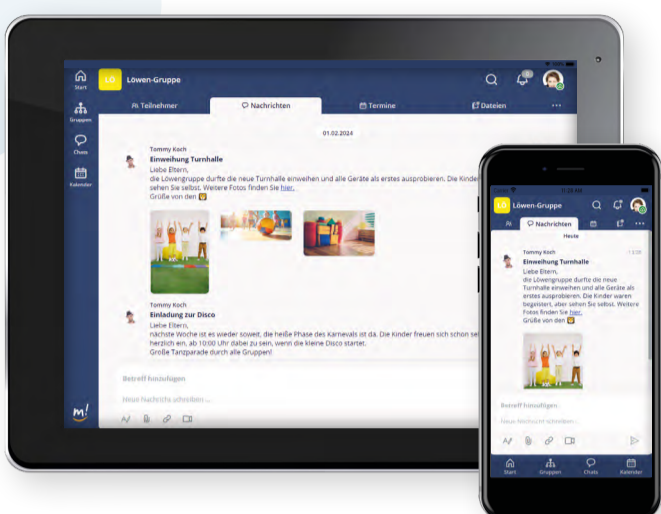 Start
Gruppen
Chats
Kalender
m!
LÖ Löwen-Gruppe
Teilnehmer Nachrichten Termine Dateien
01.02.2024
Tommy Koch
Einweihung Turnhalle
Liebe Eltern,
die Löwengruppe durfte die neue Turnhalle einweihen und alle Geräte als erstes ausprobieren. Die Kinder
sehen Sie selbst. Weitere Fotos finden Sie hier.
Grüße von den
Tommy Koch
Einladung zur Disco
Liebe Eltern,
nächste Woche ist es wieder soweit, die heiße Phase des Karnevals ist da. Die Kinder freuen sich schon
herzlich ein, ab 10:00 Uhr dabei zu sein, wenn die kleine Disco startet.
Große Tanzparade durch alle Gruppen!
Betreff hinzufügen
Neue Nachricht schreiben ...
LÖ Löwen-Gruppe
Nachrichten
Heute
Tommy Koch
Einweihung Turnhalle
Liebe Eltern,
die Löwengruppe durfte die neue
Turnhalle einweihen und alle Geräte als
erstes ausprobieren. Die Kinder waren
begeistert, aber sehen Sie selbst. Weitere
Fotos finden Sie hier.
Grüße von den
Betreff hinzufügen
Neue Nachricht schreiben ...
Start Gruppen Chats Kalender